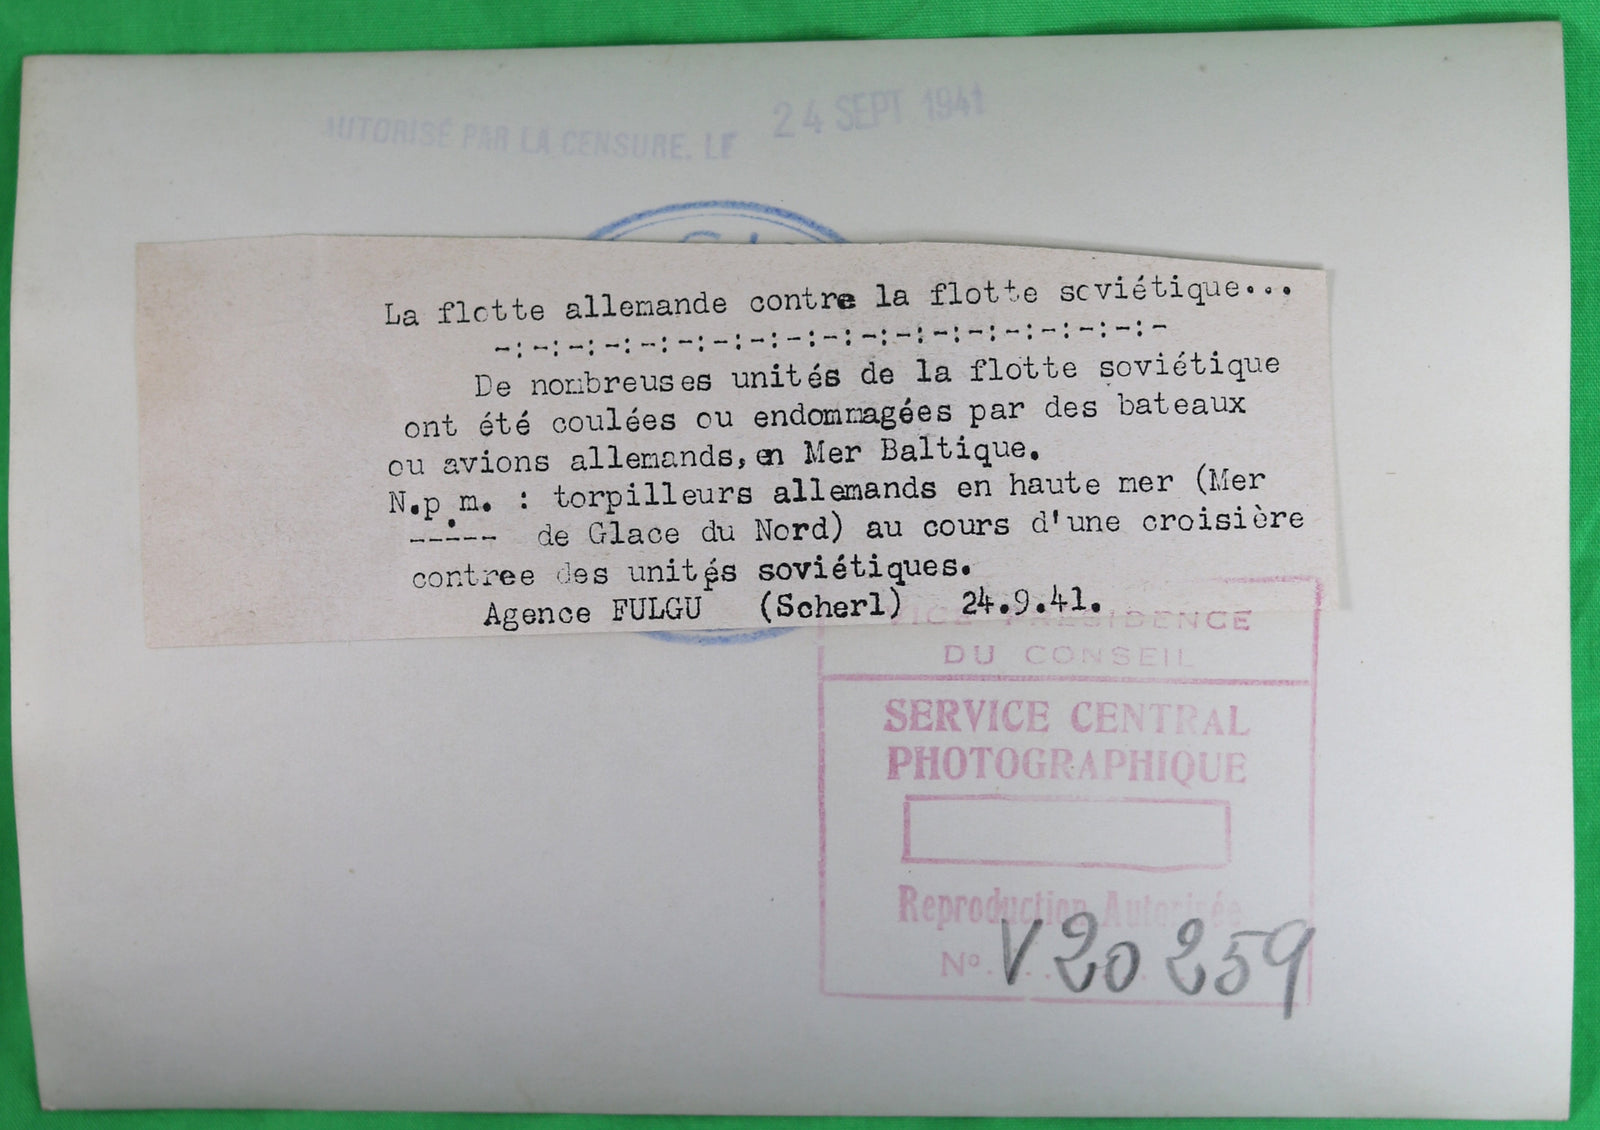 AUTORISÉ PAR LA CENSURE, LE 24 SEPT 1941
La flotte allemande contre la flotte soviétique...
-:-:-:-:-:-:-:-:-:-:-:-:-:-:-:-:-:-:-
De nombreuses unités de la flotte soviétique
ont été coulées ou endommagées par des bateaux
ou avions allemands, en Mer Baltique.
N.p.m. : torpilleurs allemands en haute mer (Mer
----- de Glace du Nord) au cours d'une croisière
contree des unités soviétiques.
Agence FULGU (Scherl) 24.9.41.
VICE PRESIDENCE
DU CONSEIL
SERVICE CENTRAL
PHOTOGRAPHIQUE
Reproduction Autorisée
N° V20259